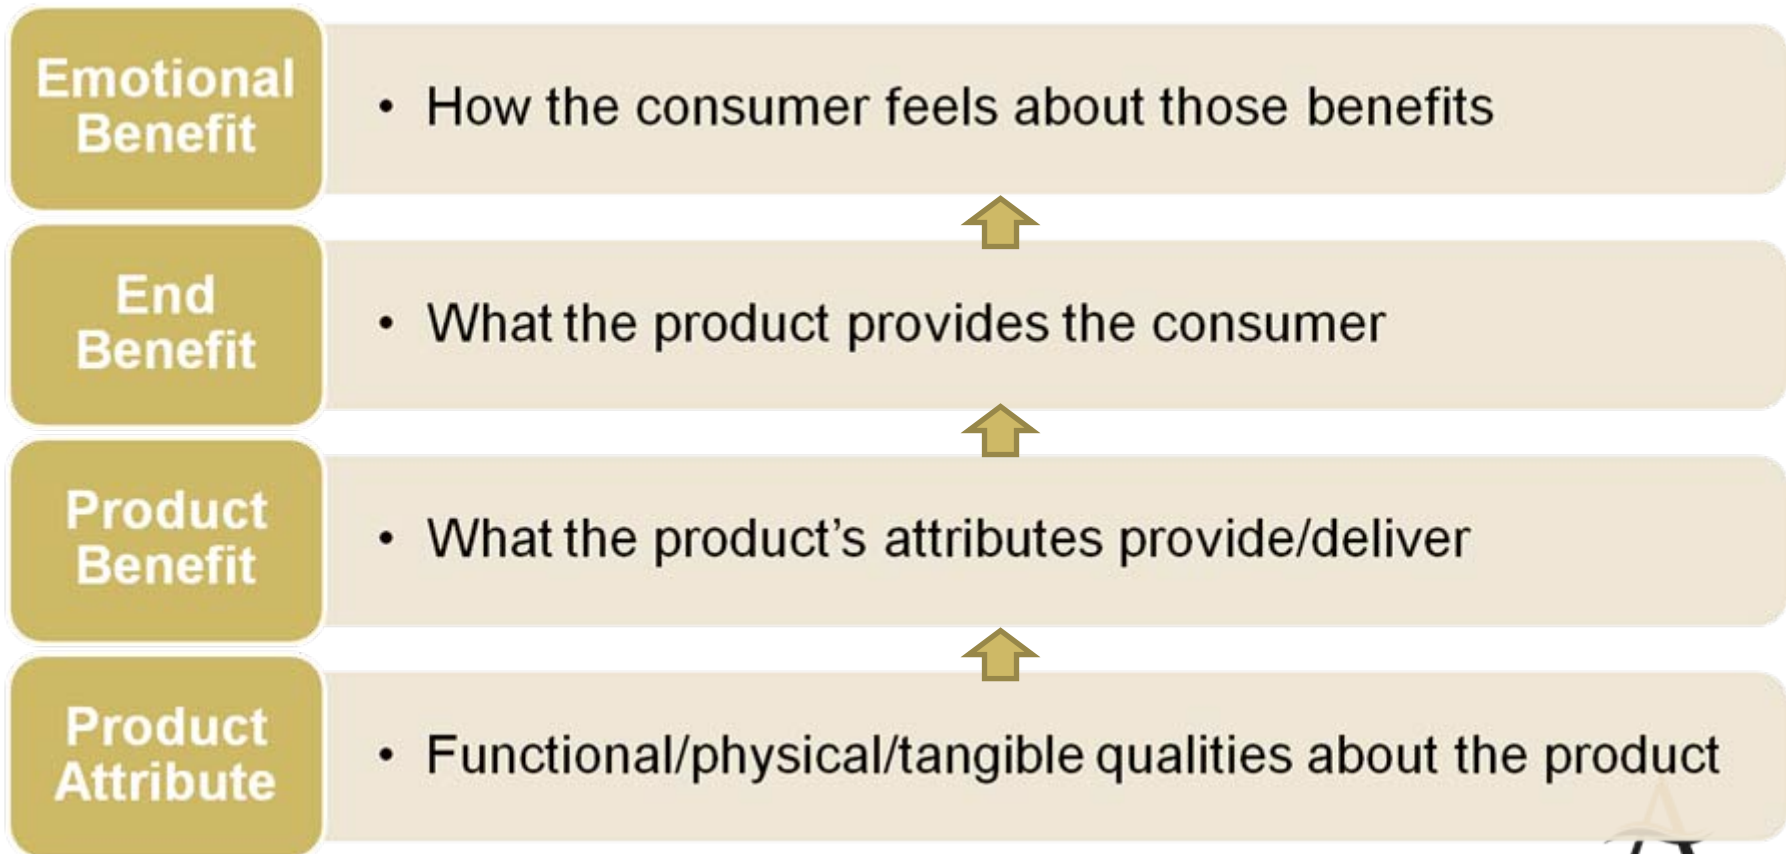 Emotional
Benefit
• How the consumer feels about those benefits
End
Benefit
• What the product provides the consumer
Product
Benefit
• What the product’s attributes provide/deliver
Product
Attribute
• Functional/physical/tangible qualities about the product